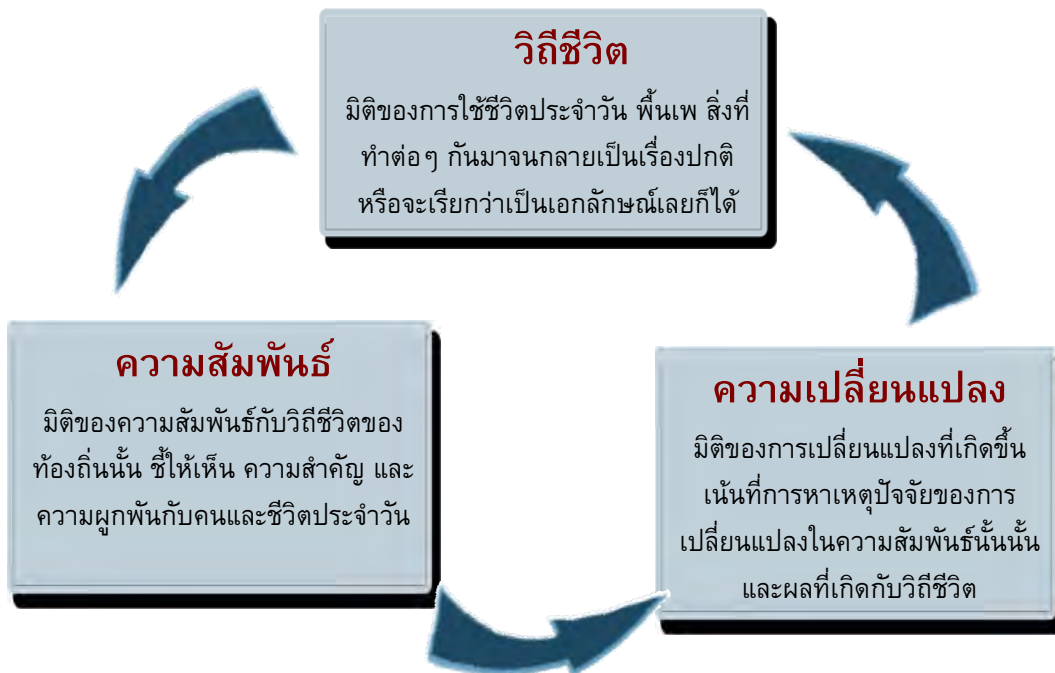 วิถีชีวิต
มิติของการใช้ชีวิตประจำวัน พื้นเพ สิ่งที่
ทำต่อๆ กันมาจนกลายเป็นเรื่องปกติ
หรือจะเรียกว่าเป็นเอกลักษณ์เลยก็ได้
ความสัมพันธ์
มิติของความสัมพันธ์กับวิถีชีวิตของ
ท้องถิ่นนั้น ชี้ให้เห็น ความสำคัญ และ
ความผูกพันกับคนและชีวิตประจำวัน
ความเปลี่ยนแปลง
มิติของการเปลี่ยนแปลงที่เกิดขึ้น
เน้นที่การหาเหตุปัจจัยของการ
เปลี่ยนแปลงในความสัมพันธ์นั้นนั้น
และผลที่เกิดกับวิถีชีวิต